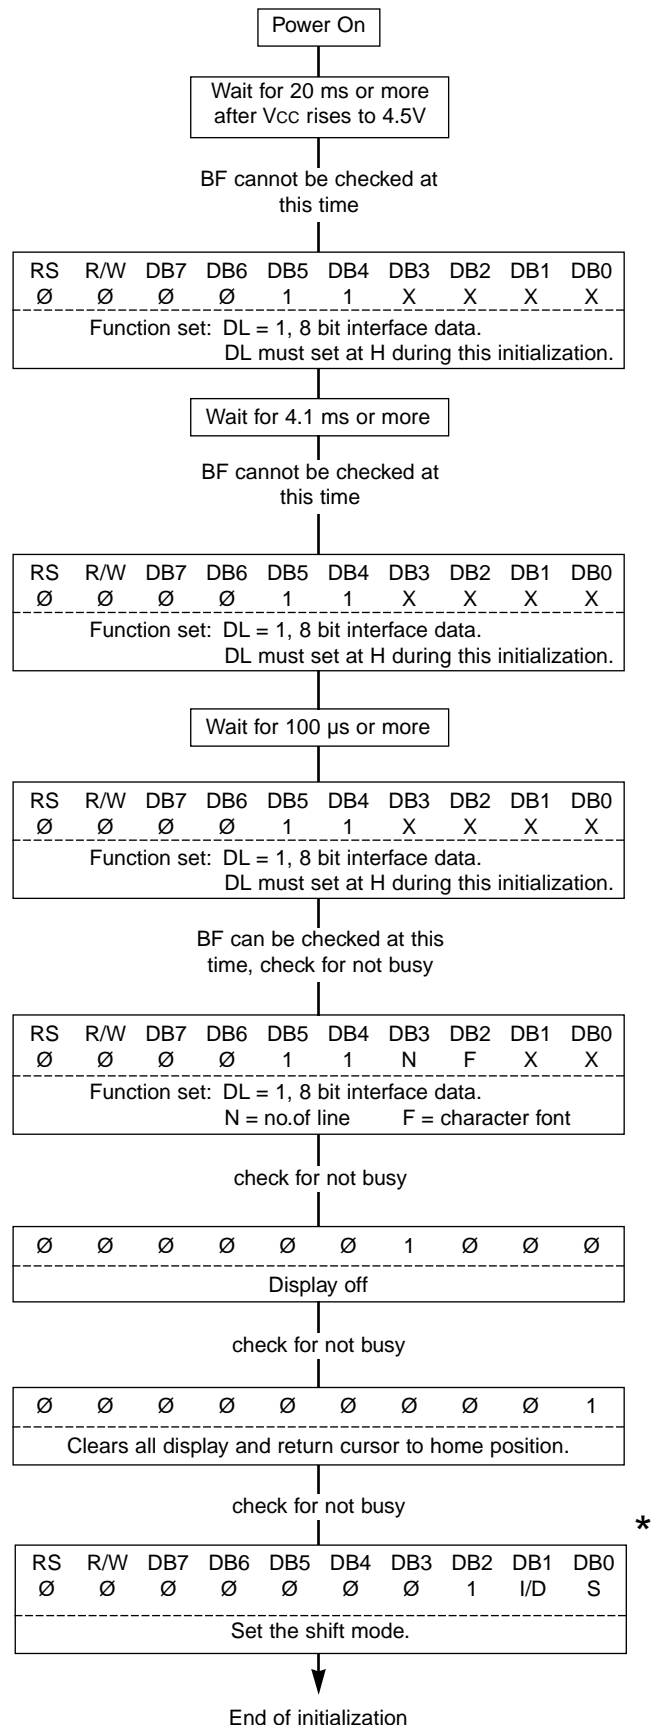 Power On
Wait for 20 ms or more
after Vcc rises to 4.5V
BF cannot be checked at
this time
RS R/W DB7 DB6 DB5 DB4 DB3 DB2 DB1 DB0
Ø Ø Ø Ø 1 1 X X X X
Function set: DL = 1, 8 bit interface data.
DL must set at H during this initialization.
Wait for 4.1 ms or more
BF cannot be checked at
this time
RS R/W DB7 DB6 DB5 DB4 DB3 DB2 DB1 DB0
Ø Ø Ø Ø 1 1 X X X X
Function set: DL = 1, 8 bit interface data.
DL must set at H during this initialization.
Wait for 100 µs or more
RS R/W DB7 DB6 DB5 DB4 DB3 DB2 DB1 DB0
Ø Ø Ø Ø 1 1 X X X X
Function set: DL = 1, 8 bit interface data.
DL must set at H during this initialization.
BF can be checked at this
time, check for not busy
RS R/W DB7 DB6 DB5 DB4 DB3 DB2 DB1 DB0
Ø Ø Ø Ø 1 1 N F X X
Function set: DL = 1, 8 bit interface data.
N = no.of line F = character font
check for not busy
Ø Ø Ø Ø Ø Ø 1 Ø Ø Ø
Display off
check for not busy
Ø Ø Ø Ø Ø Ø Ø Ø Ø 1
Clears all display and return cursor to home position.
check for not busy
*
RS R/W DB7 DB6 DB5 DB4 DB3 DB2 DB1 DB0
Ø Ø Ø Ø Ø Ø Ø 1 I/D S
Set the shift mode.
End of initialization